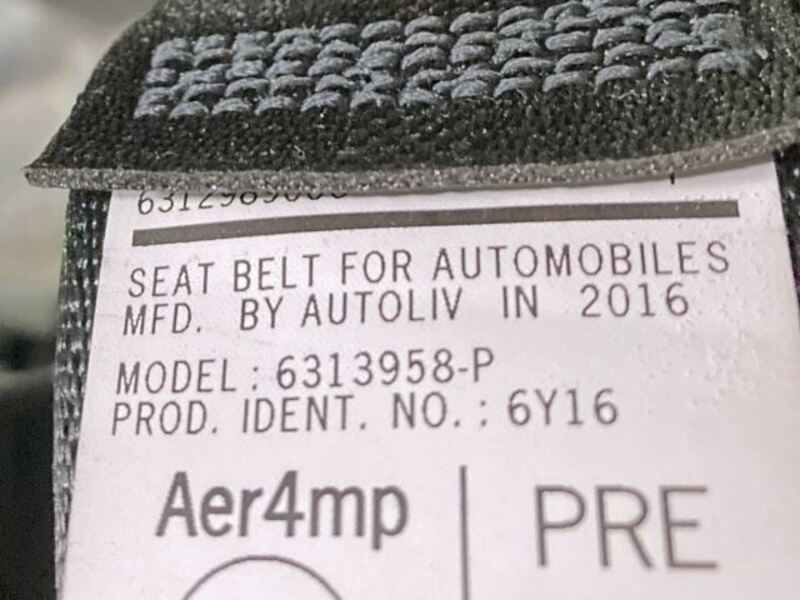 SEAT BELT FOR AUTOMOBILES
MFD. BY AUTOLIV IN 2016
MODEL: 6313958-P
PROD. IDENT. NO.: 6Y16
Aer4mp PRE